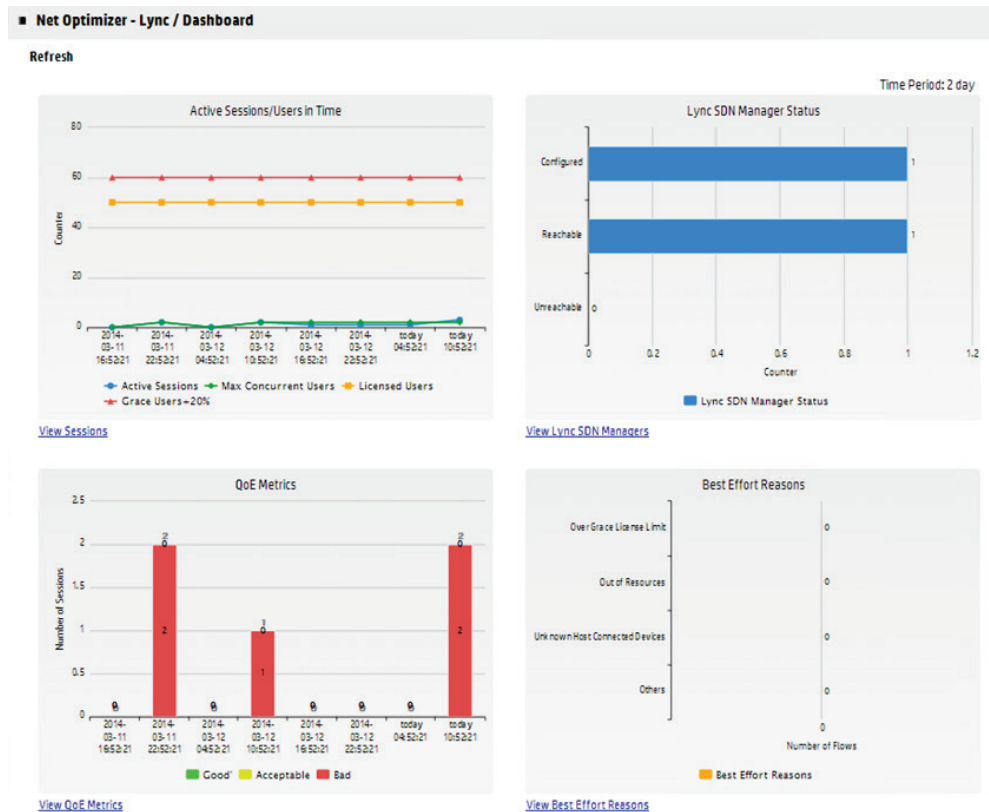 Net Optimizer - Lync / Dashboard
Refresh
Time Period: 2 day
Active Sessions/Users in Time
80
60
40
20
0
Counter
2014-03-11 16:52:21
2014-03-11 22:52:21
2014-03-12 04:52:21
2014-03-12 10:52:21
2014-03-12 16:52:21
2014-03-12 22:52:21
today 04:52:21
today 10:52:21
Active Sessions Max Concurrent Users Licensed Users
Grace Users+20%
View Sessions
Lync SDN Manager Status
Configured
1
Reachable
1
Unreachable
0
0 0.2 0.4 0.6 0.8 1 1.2
Counter
Lync SDN Manager Status
View Lync SDN Managers
QoE Metrics
2.5
2
1.5
1
0.5
0
Number of Sessions
0
2
0
2
0
1
0
1
0
0
0
2
0
2
2014-03-11 16:52:21
2014-03-11 22:52:21
2014-03-12 04:52:21
2014-03-12 10:52:21
2014-03-12 16:52:21
2014-03-12 22:52:21
today 04:52:21
today 10:52:21
Good' Acceptable Bad
View QoE Metrics
Best Effort Reasons
Over Grace License Limit
0
Out of Resources
0
Unknown Host Connected Devices
0
Others
0
0
Number of Flows
Best Effort Reasons
View Best Effort Reasons